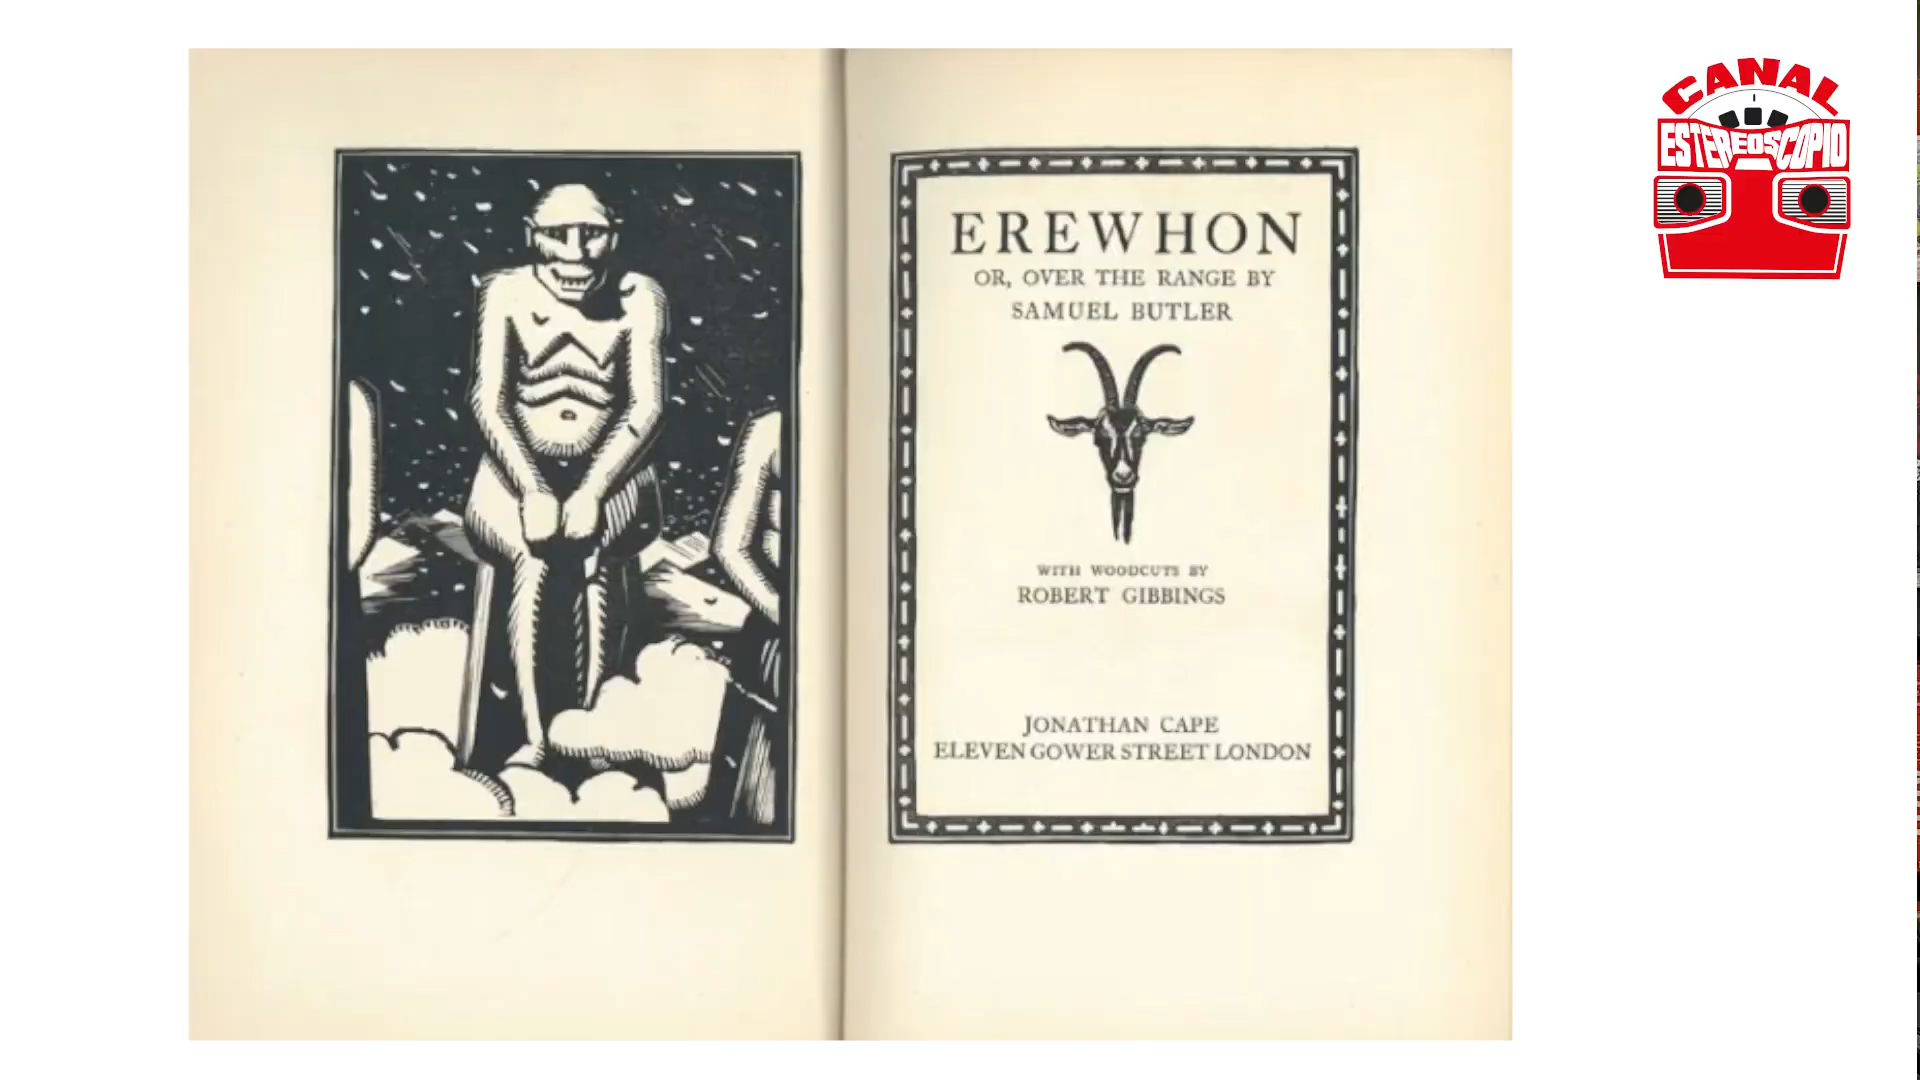 EREWHON
OR, OVER THE RANGE BY
SAMUEL BUTLER
WITH WOODCUTS BY
ROBERT GIBBINGS
JONATHAN CAPE
ELEVEN GOWER STREET LONDON
CANAL
ESTEREOSCOPIO